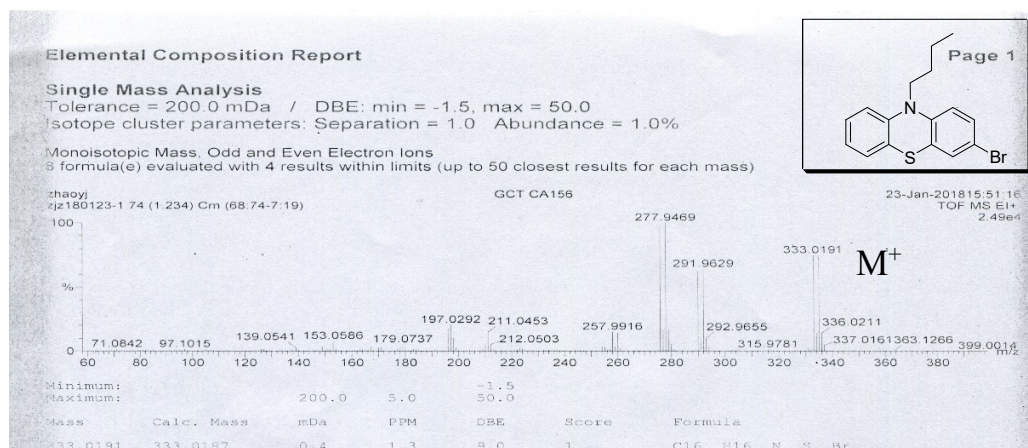 Elemental Composition Report
Page 1
Single Mass Analysis
Tolerance = 200.0 mDa / DBE: min = -1.5, max = 50.0
Isotope cluster parameters: Separation = 1.0 Abundance = 1.0%
Monoisotopic Mass, Odd and Even Electron Ions
8 formula(e) evaluated with 4 results within limits (up to 50 closest results for each mass)
N
S
Br
zhaoyj
GCT CA156
23-Jan-201815:51:16
zjz180123-1 74 (1.234) Cm (68:74-7:19)
TOF MS EI+
2.49e4
100
%
0
277.9469
333.0191
M+
291.9629
197.0292
211.0453
257.9916
292.9655
336.0211
71.0842
97.1015
139.0541
153.0586
179.0737
212.0503
315.9781
337.0161
363.1266
399.0014
m/z
60 80 100 120 140 160 180 200 220 240 260 280 300 320 340 360 380
Minimum: -1.5
Maximum: 200.0 5.0 50.0
Mass Calc. Mass mDa PPM DBE Score Formula
333.0191 333.0187 0.4 1.3 9.0 1 C16 H16 N S Br